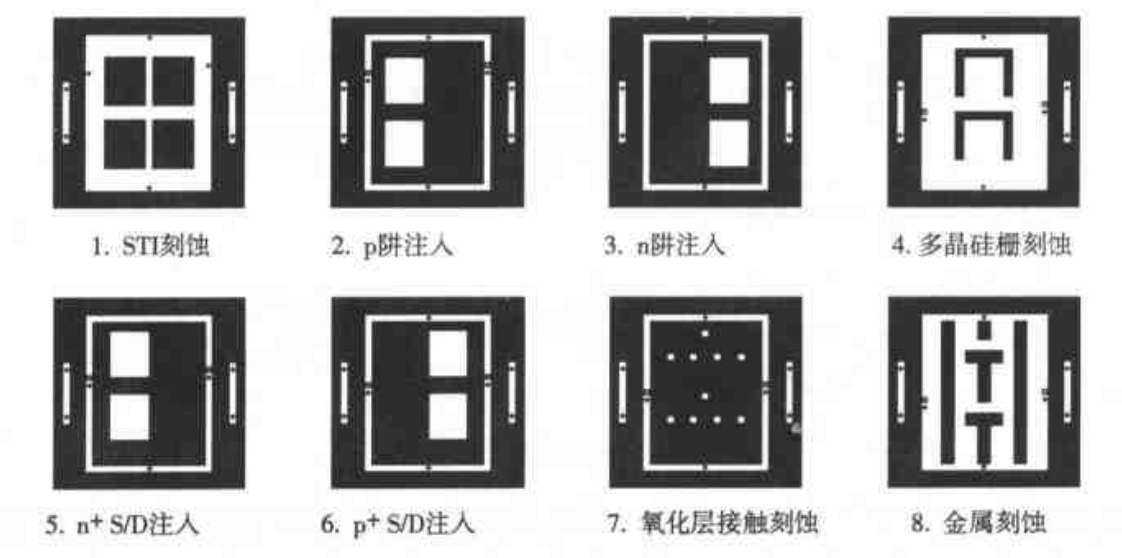 1. STI刻蚀
2. p阱注入
3. n阱注入
4. 多晶硅栅刻蚀
5. n+ S/D注入
6. p+ S/D注入
7. 氧化层接触刻蚀
8. 金属刻蚀